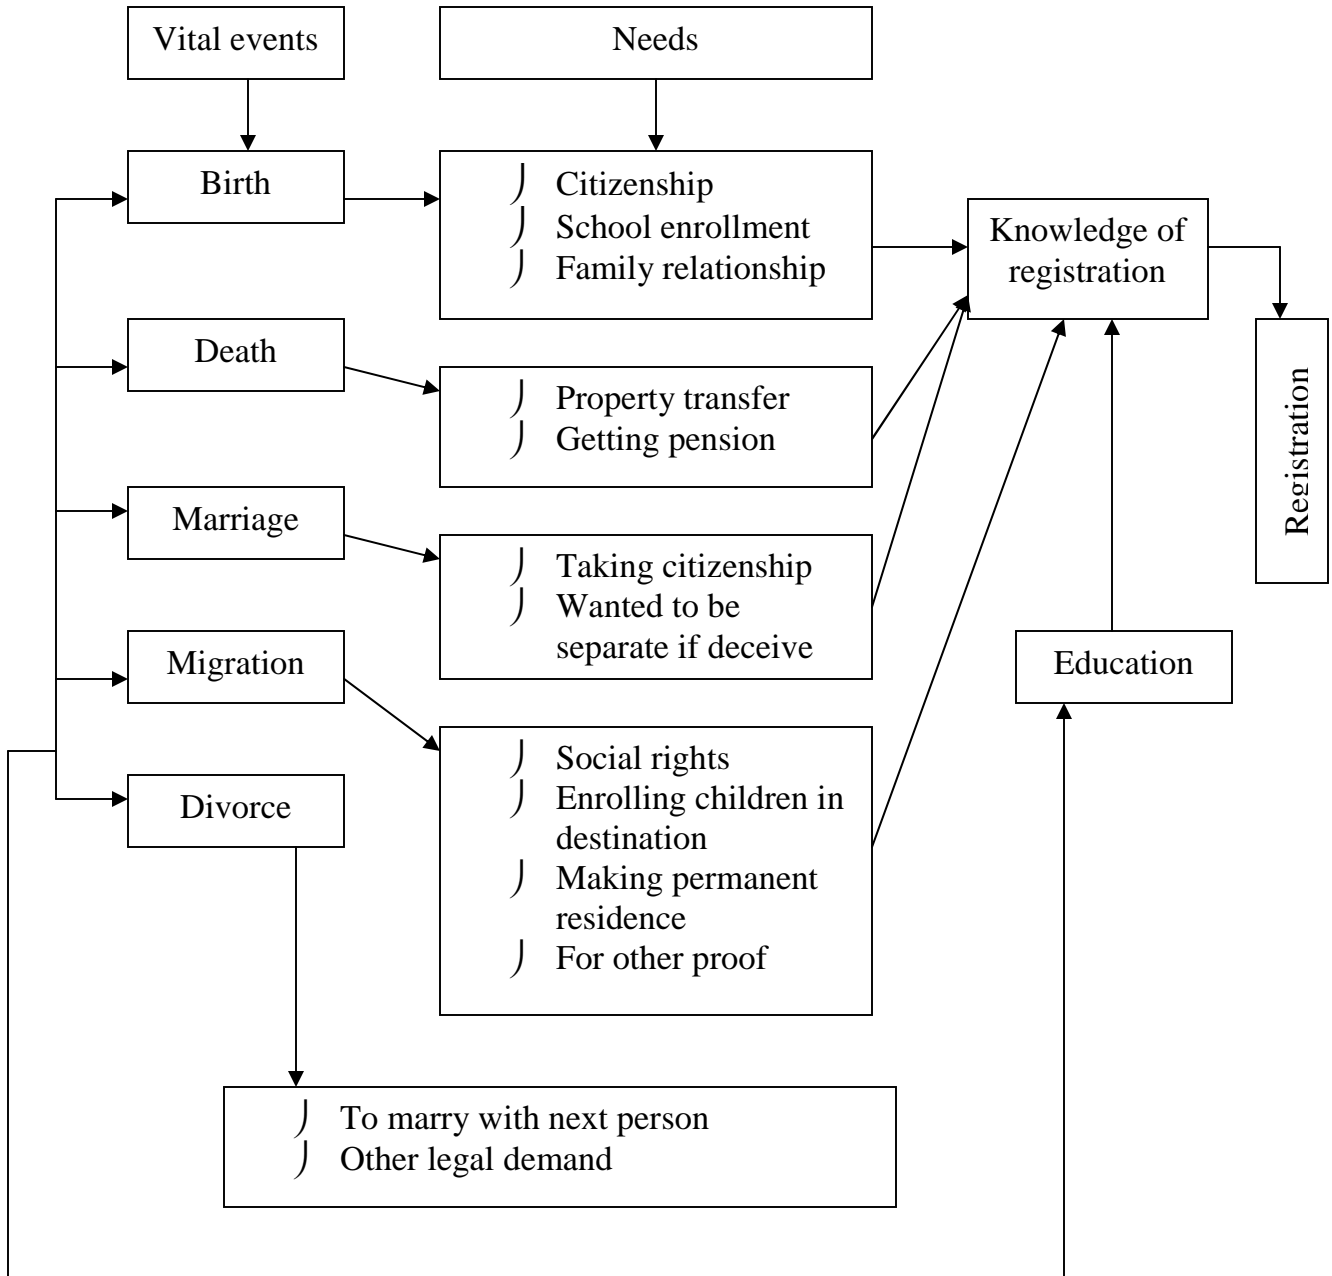 Vital events
Needs
Birth
Citizenship
School enrollment
Family relationship
Knowledge of
registration
Death
Property transfer
Getting pension
Registration
Marriage
Taking citizenship
Wanted to be
separate if deceive
Migration
Education
Social rights
Enrolling children in
destination
Making permanent
residence
For other proof
Divorce
To marry with next person
Other legal demand